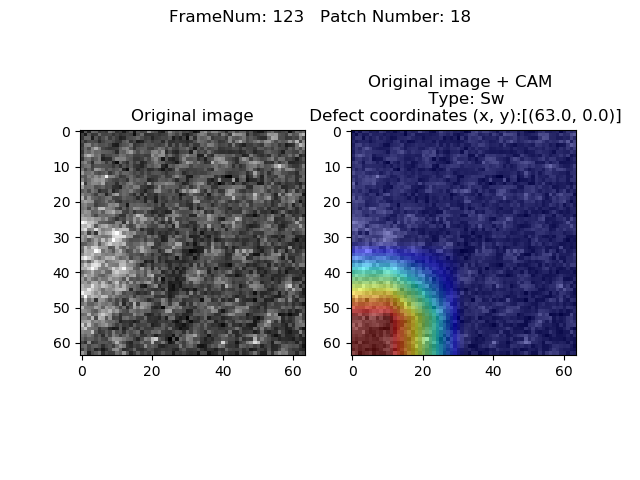 FrameNum: 123   Patch Number: 18
Original image
Original image + CAM
Type: Sw
Defect coordinates (x, y):[(63.0, 0.0)]
0
10
20
30
40
50
60
0 20 40 60
0
10
20
30
40
50
60
0 20 40 60